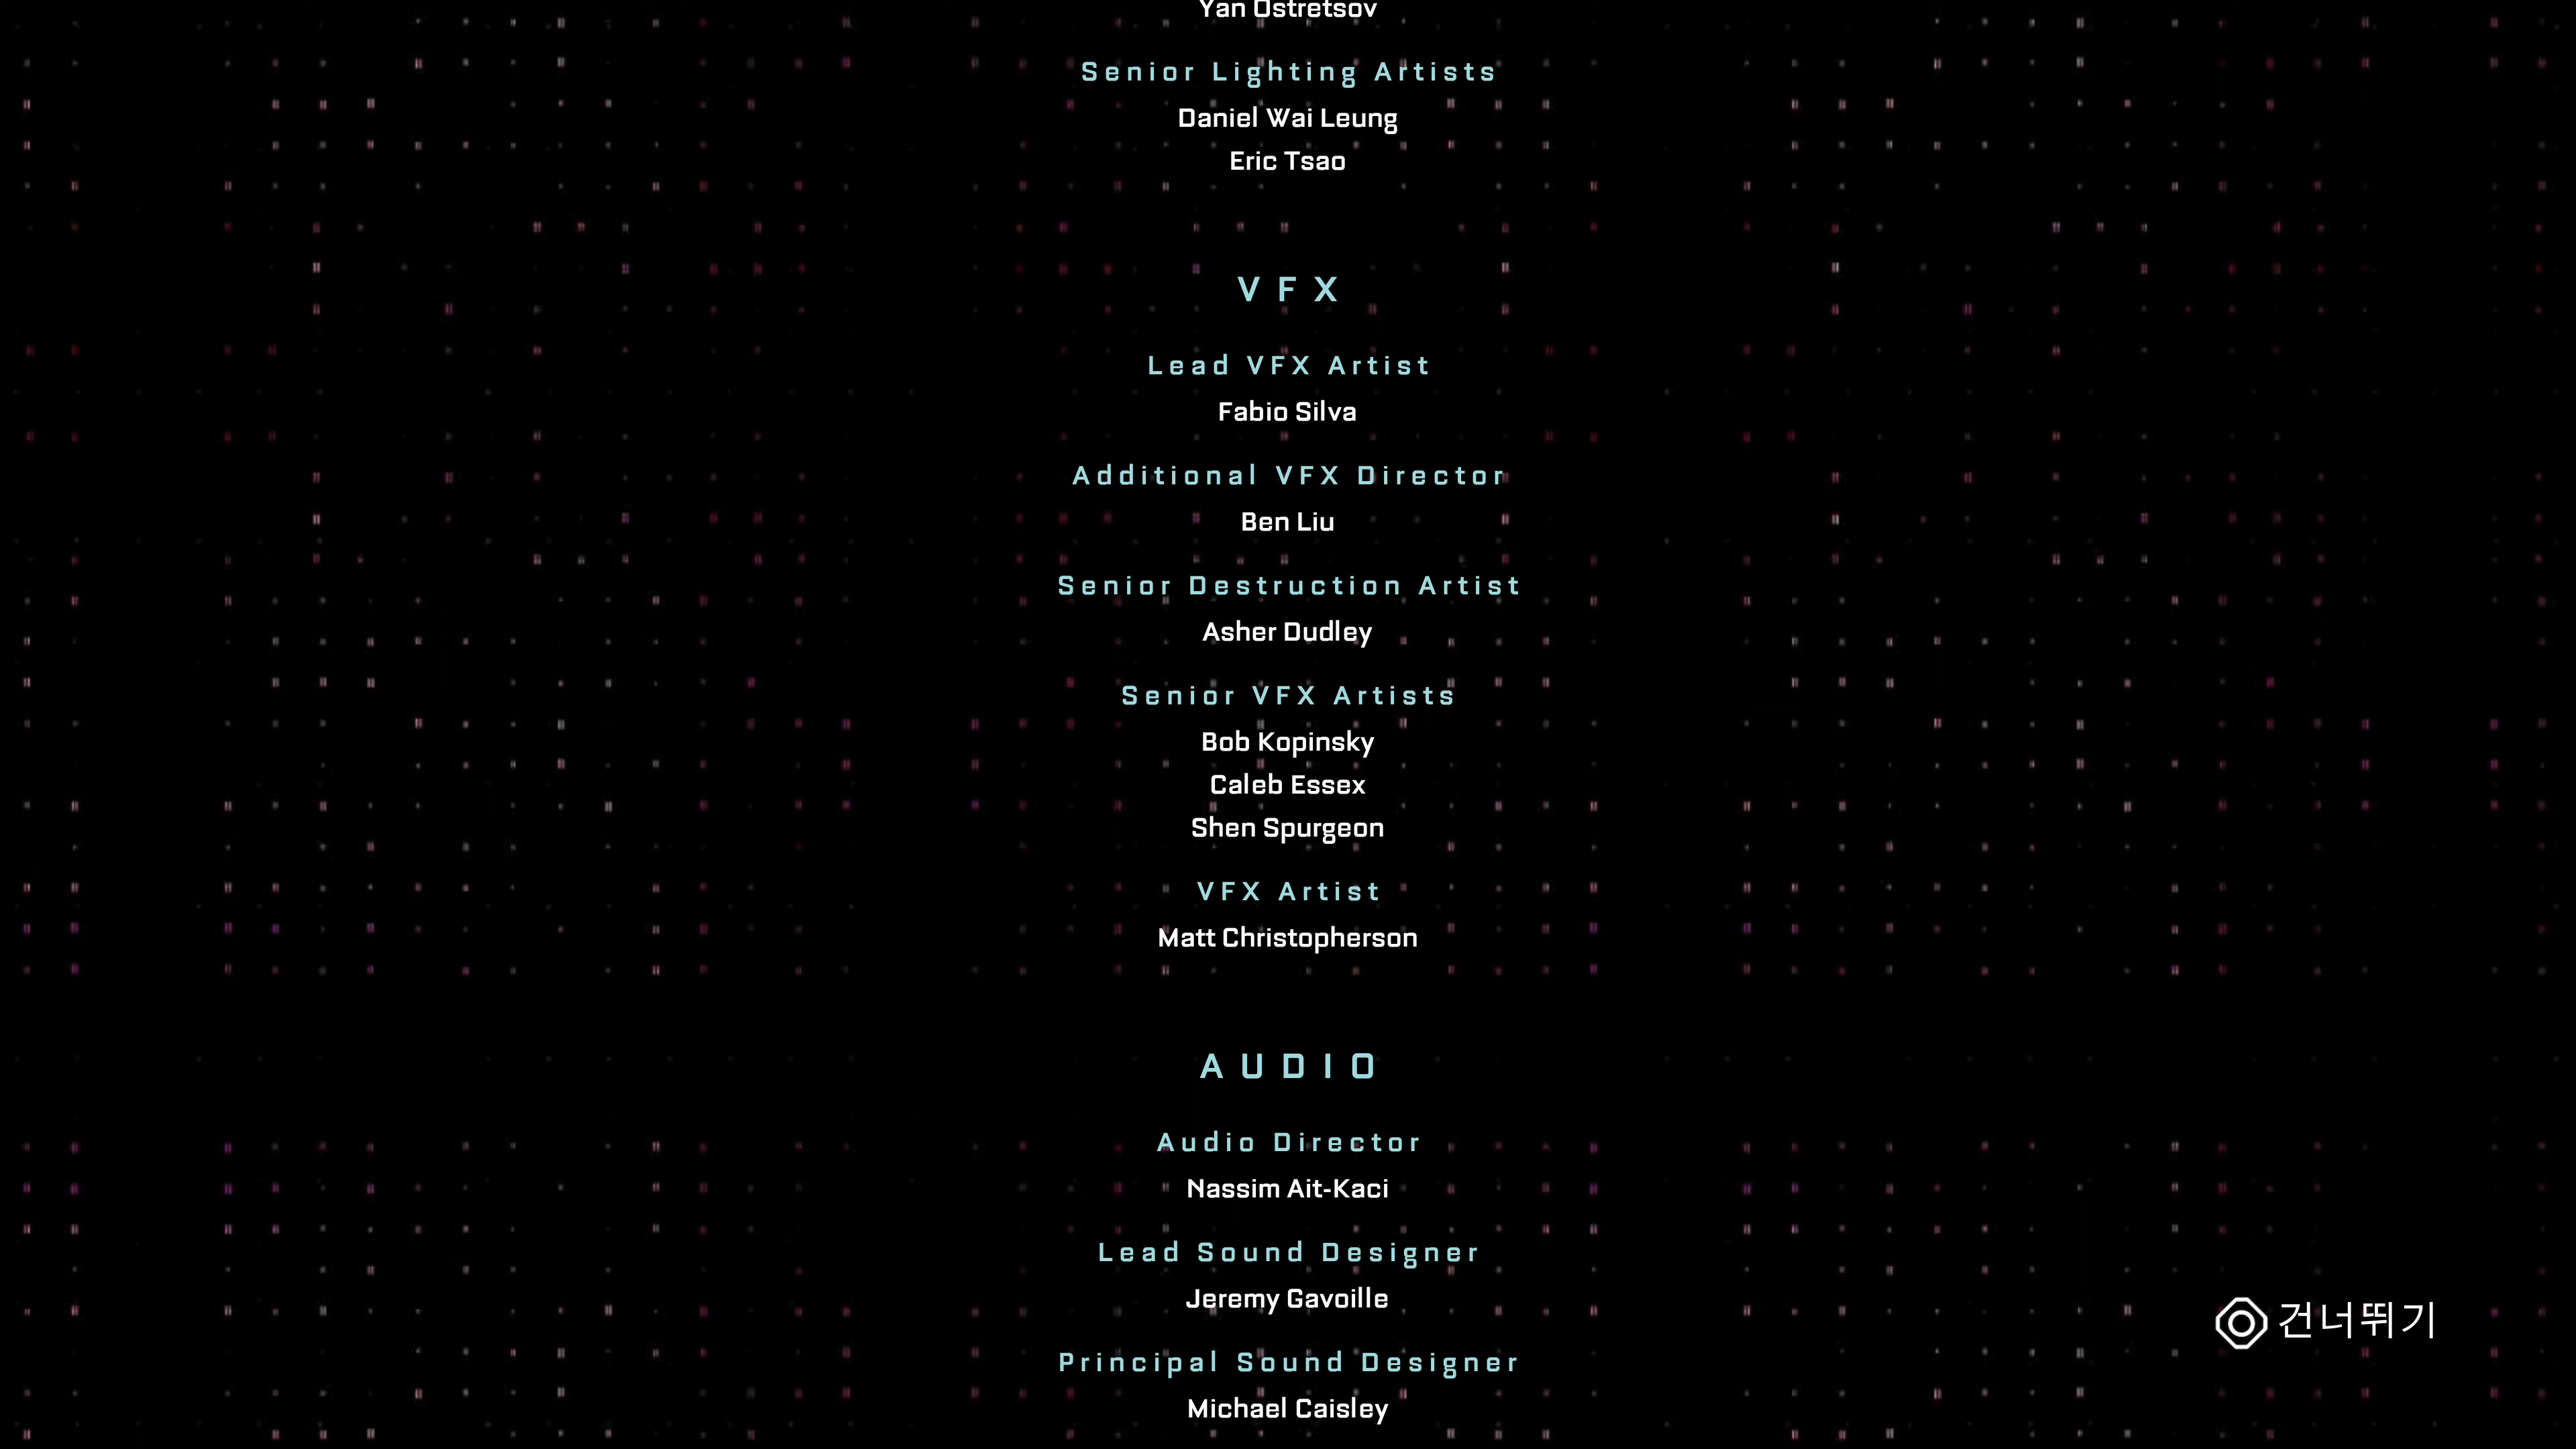 Yan Ostretsov
Senior Lighting Artists
Daniel Wai Leung
Eric Tsao
VFX
Lead VFX Artist
Fabio Silva
Additional VFX Director
Ben Liu
Senior Destruction Artist
Asher Dudley
Senior VFX Artists
Bob Kopinsky
Caleb Essex
Shen Spurgeon
VFX Artist
Matt Christopherson
AUDIO
Audio Director
Nassim Ait-Kaci
Lead Sound Designer
Jeremy Gavoille
Principal Sound Designer
Michael Caisley
건너뛰기